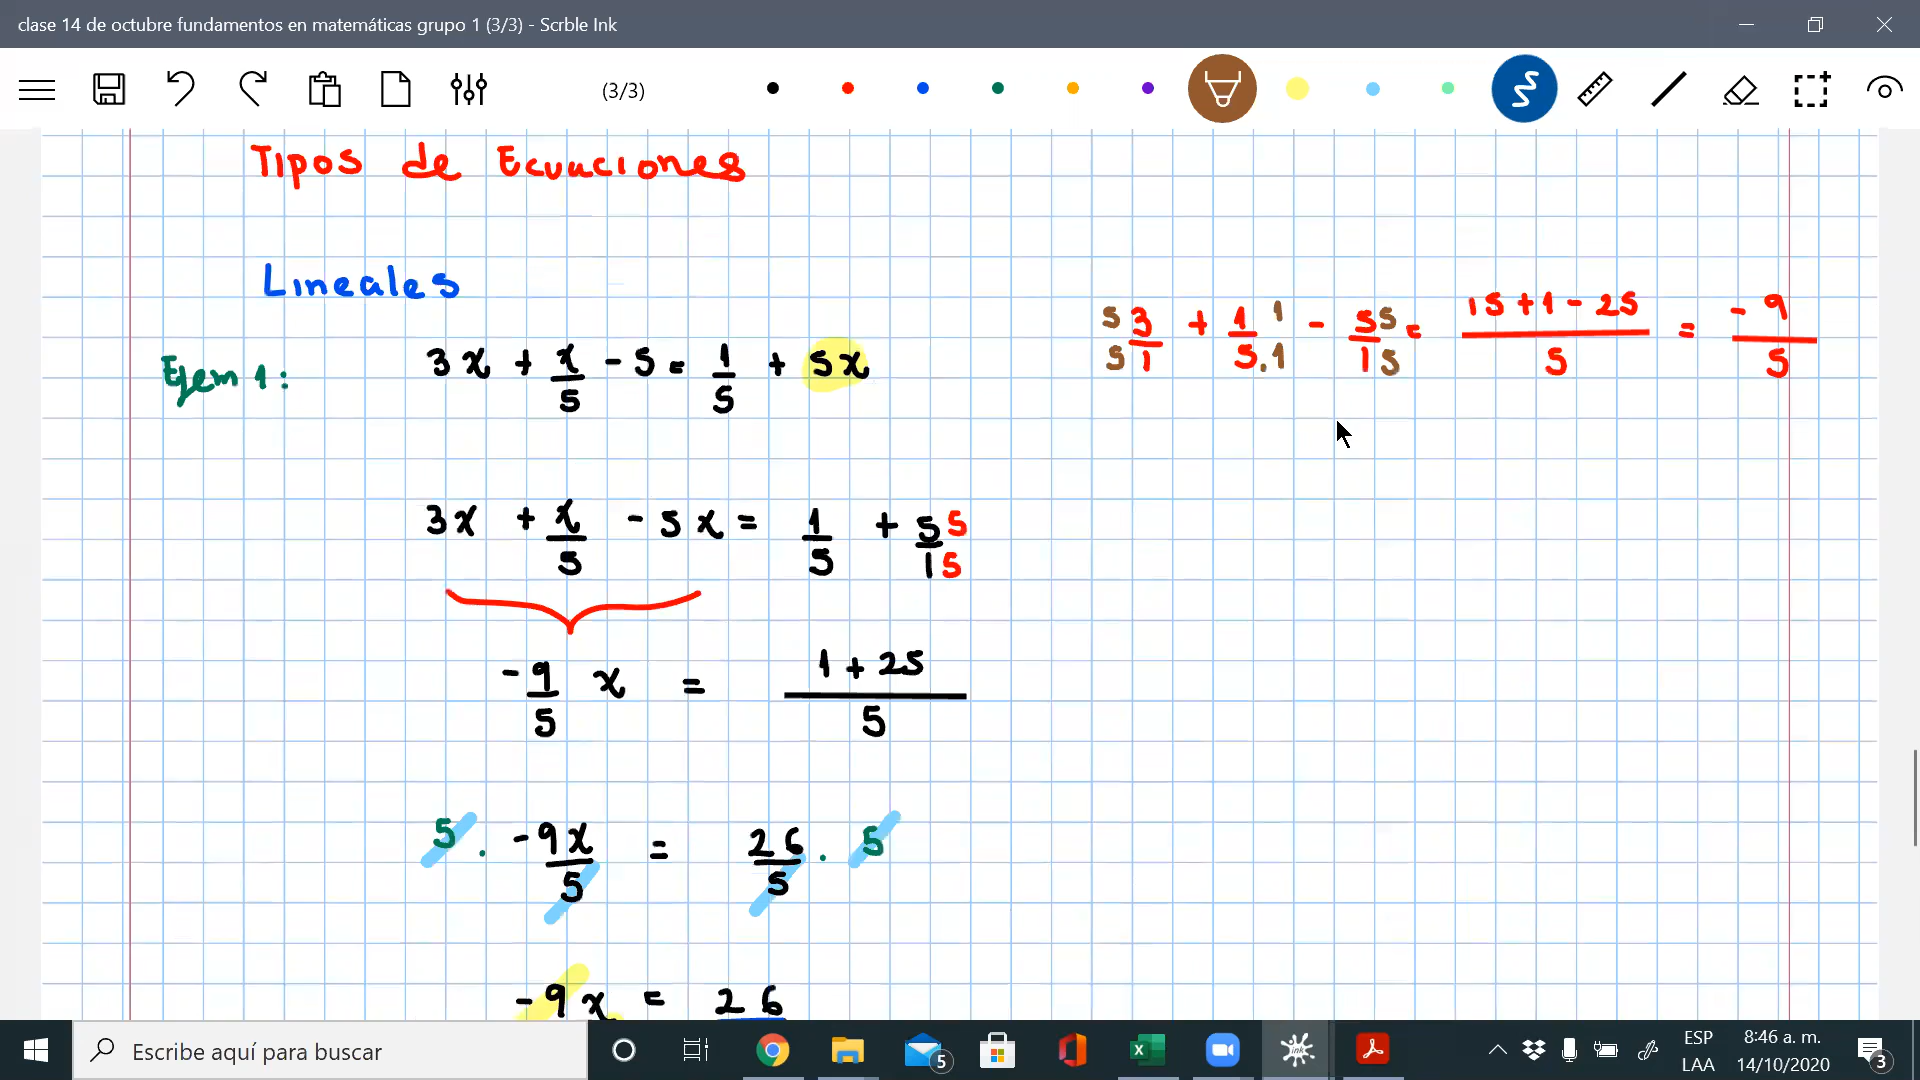 clase 14 de octubre fundamentos en matemáticas grupo 1 (3/3) - Scrble Ink
(3/3)
Tipos de Ecuaciones
Lineales
Ejem 1: 3x + x/5 - 5 = 1/5 + 5x
5 3/5 1 + 1/5 1/.1 - 5/1 5/5 = 15+1-25/5 = -9/5
3x + x/5 - 5x = 1/5 + 5/1 5/5
-9/5 x = 1+25/5
5 . -9x/5 = 26/5 . 5
-9x = 26
Escribe aquí para buscar
5
ESP
LAA
8:46 a. m.
14/10/2020
3